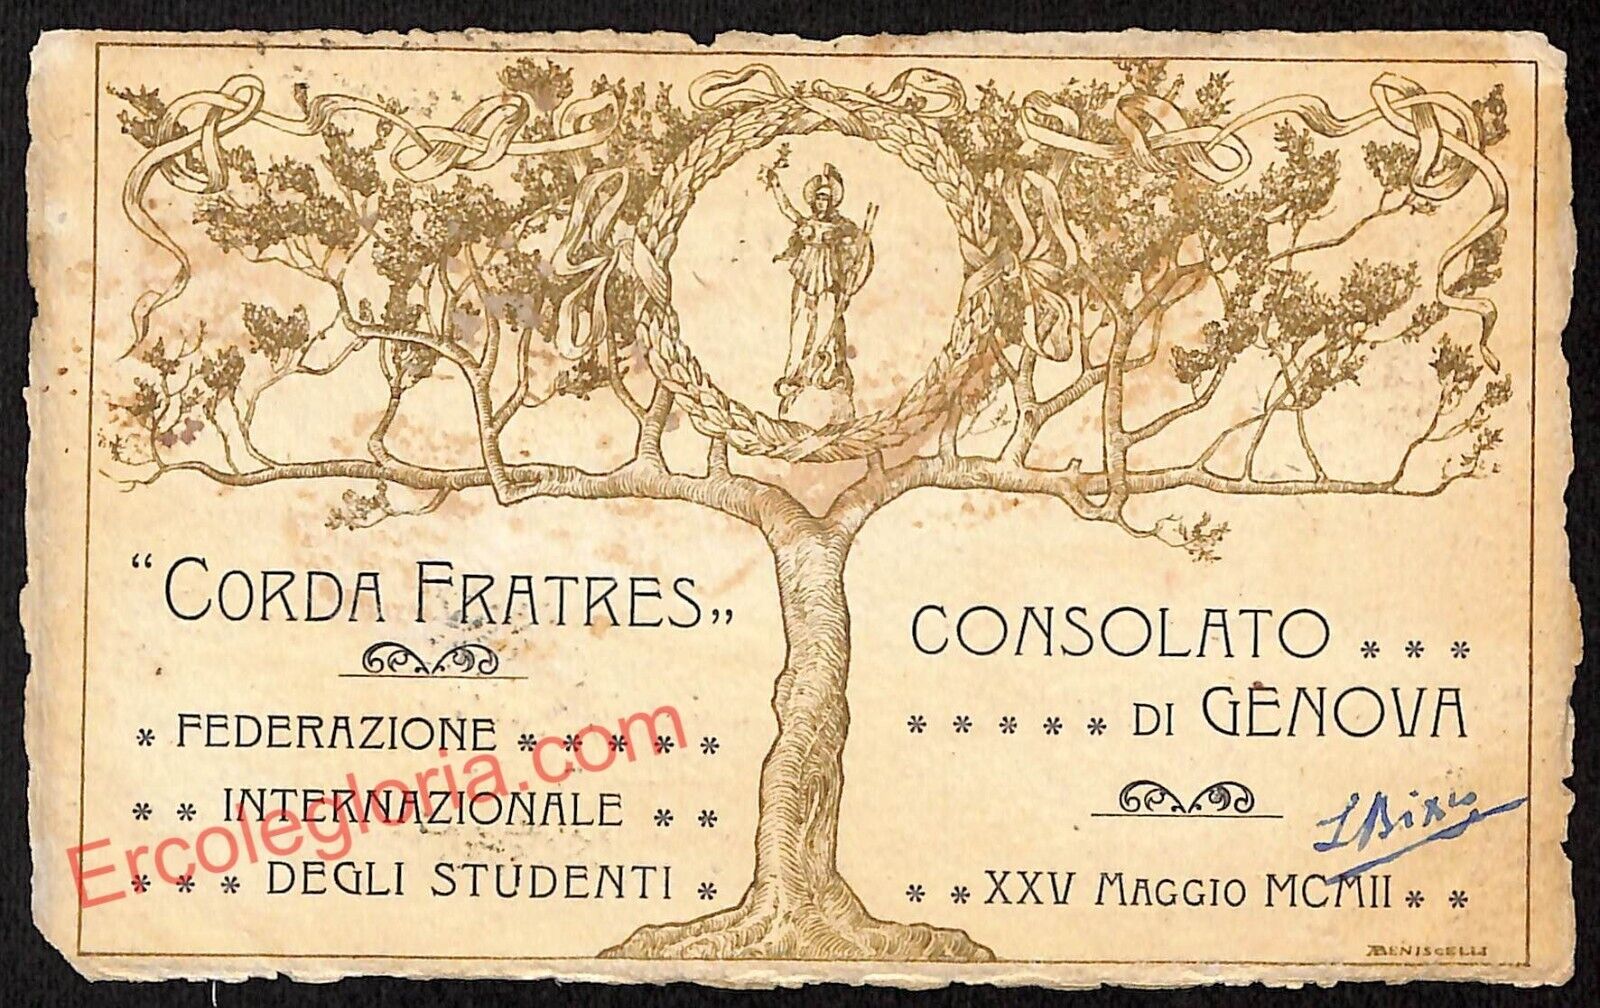 "CORDA FRATRES„
* FEDERAZIONE * * * * *
* * INTERNAZIONALE * *
* * * DEGLI STUDENTI *
CONSOLATO * * *
* * * * * DI GENOVA
* * XXV MAGGIO MCMII * *
BENISCELLI
Ercolegloria.com